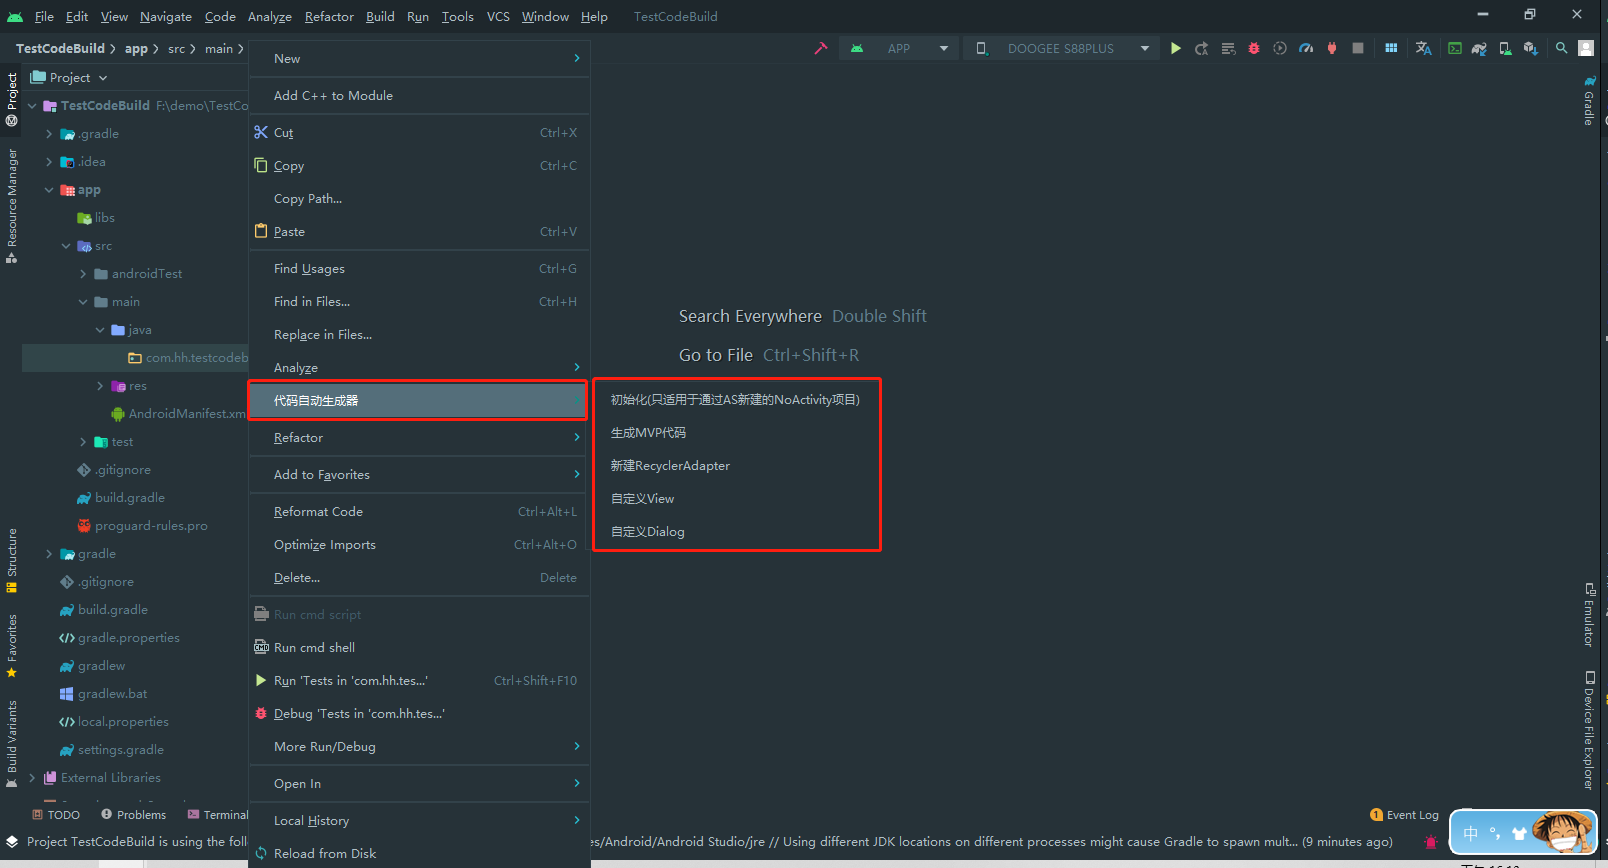 File Edit View Navigate Code Analyze Refactor Build Run Tools VCS Window Help TestCodeBuild
TestCodeBuild app src main
APP DOOGEE S88PLUS
Project
Project
TestCodeBuild F:\demo\TestCo
.gradle
.idea
app
libs
src
androidTest
main
java
com.hh.testcodeb
res
AndroidManifest.xm
test
.gitignore
build.gradle
proguard-rules.pro
gradle
.gitignore
build.gradle
gradle.properties
gradlew
gradlew.bat
local.properties
settings.gradle
External Libraries
Resource Manager
Structure
Favorites
Build Variants
New
Add C++ to Module
Cut Ctrl+X
Copy Ctrl+C
Copy Path...
Paste Ctrl+V
Find Usages Ctrl+G
Find in Files... Ctrl+H
Replace in Files...
Analyze
代码自动生成器
Refactor
Add to Favorites
Reformat Code Ctrl+Alt+L
Optimize Imports Ctrl+Alt+O
Delete... Delete
Run cmd script
Run cmd shell
Run 'Tests in 'com.hh.tes...' Ctrl+Shift+F10
Debug 'Tests in 'com.hh.tes...'
More Run/Debug
Open In
Local History
Reload from Disk
初始化(只适用于通过AS新建的NoActivity项目)
生成MVP代码
新建RecyclerAdapter
自定义View
自定义Dialog
Search Everywhere Double Shift
Go to File Ctrl+Shift+R
Gradle
Emulator
Device File Explorer
TODO Problems Terminal
Event Log
Project TestCodeBuild is using the follo
es/Android/Android Studio/jre // Using different JDK locations on different processes might cause Gradle to spawn mult... (9 minutes ago)
中 °,